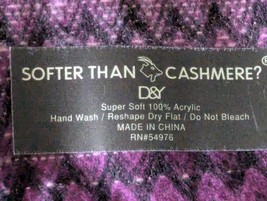 SOFTER THAN CASHMERE?®
D&Y
Super Soft 100% Acrylic
Hand Wash / Reshape Dry Flat / Do Not Bleach
MADE IN CHINA
RN#54976